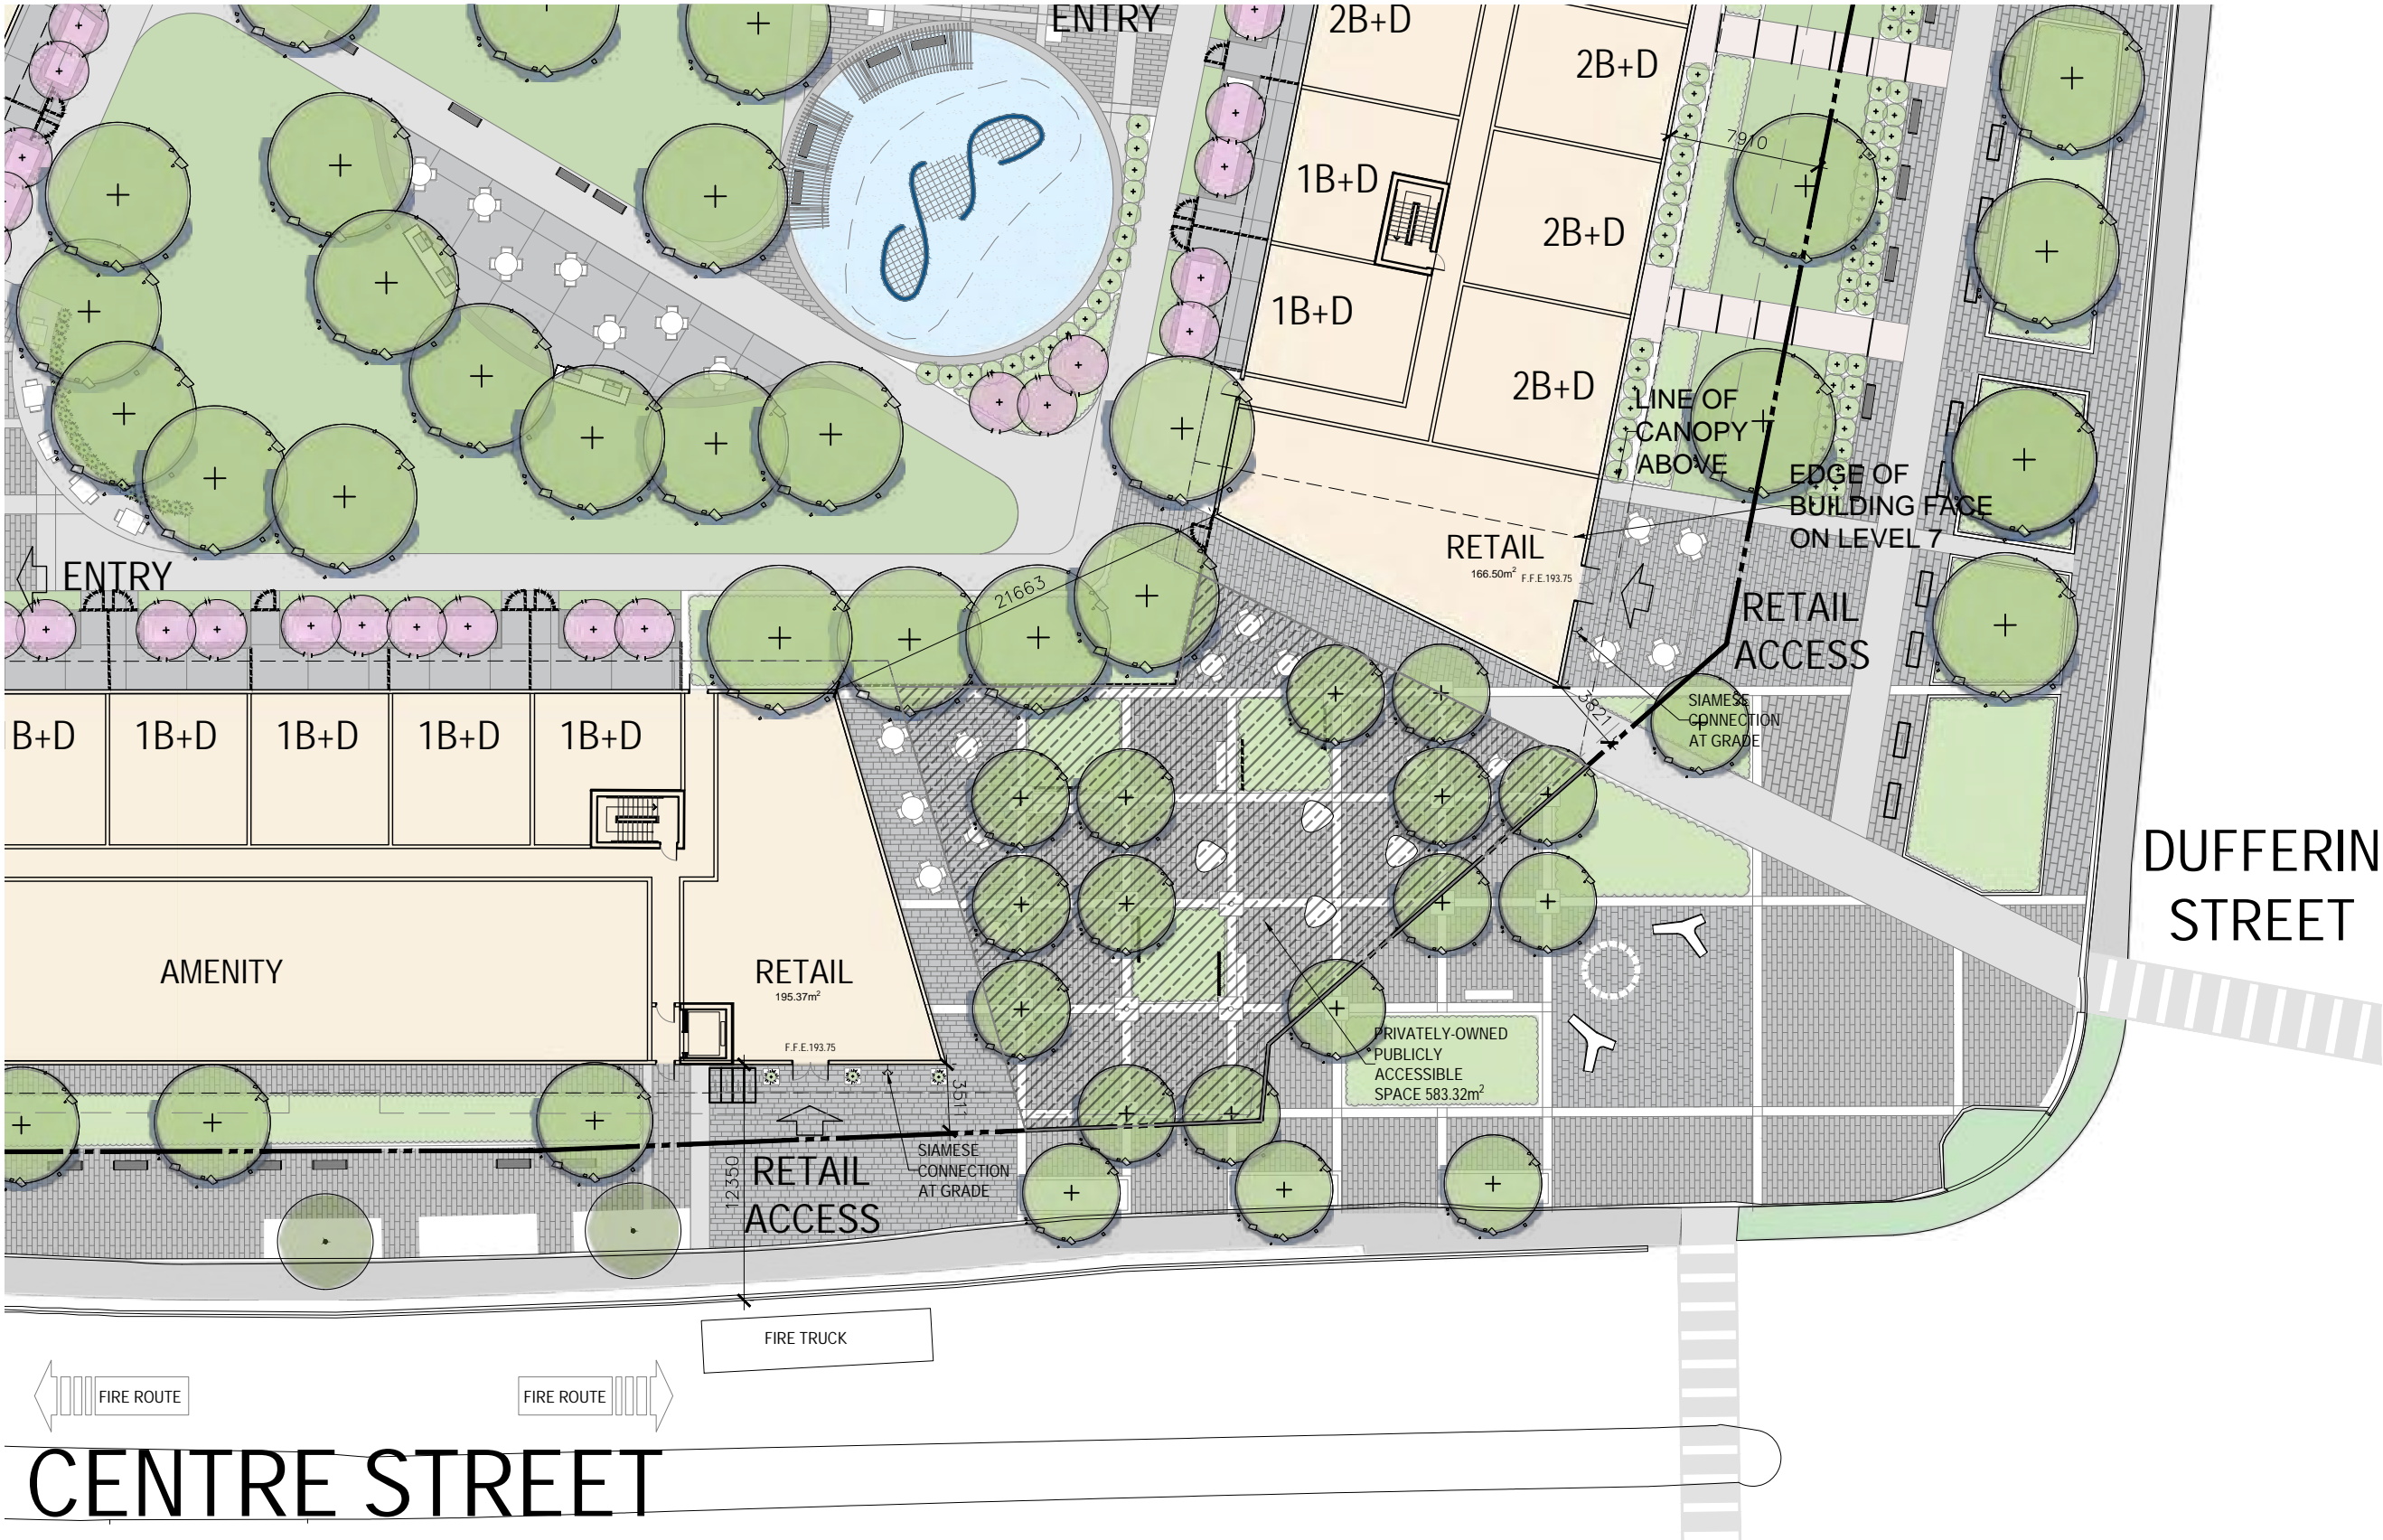 ENTRY
2B+D
2B+D
7910
1B+D
2B+D
1B+D
2B+D
LINE OF
CANOPY
ABOVE
EDGE OF
BUILDING FACE
ON LEVEL 7
RETAIL
166.50m²
F.F.E.193.75
ENTRY
21663
RETAIL
ACCESS
3821
SIAMESE
CONNECTION
AT GRADE
1B+D
1B+D
1B+D
1B+D
B+D
DUFFERIN
STREET
AMENITY
RETAIL
195.37m²
F.F.E.193.75
PRIVATELY-OWNED
PUBLICLY
ACCESSIBLE
SPACE 583.32m²
3511
12350
RETAIL
ACCESS
SIAMESE
CONNECTION
AT GRADE
FIRE TRUCK
FIRE ROUTE
FIRE ROUTE
CENTRE STREET